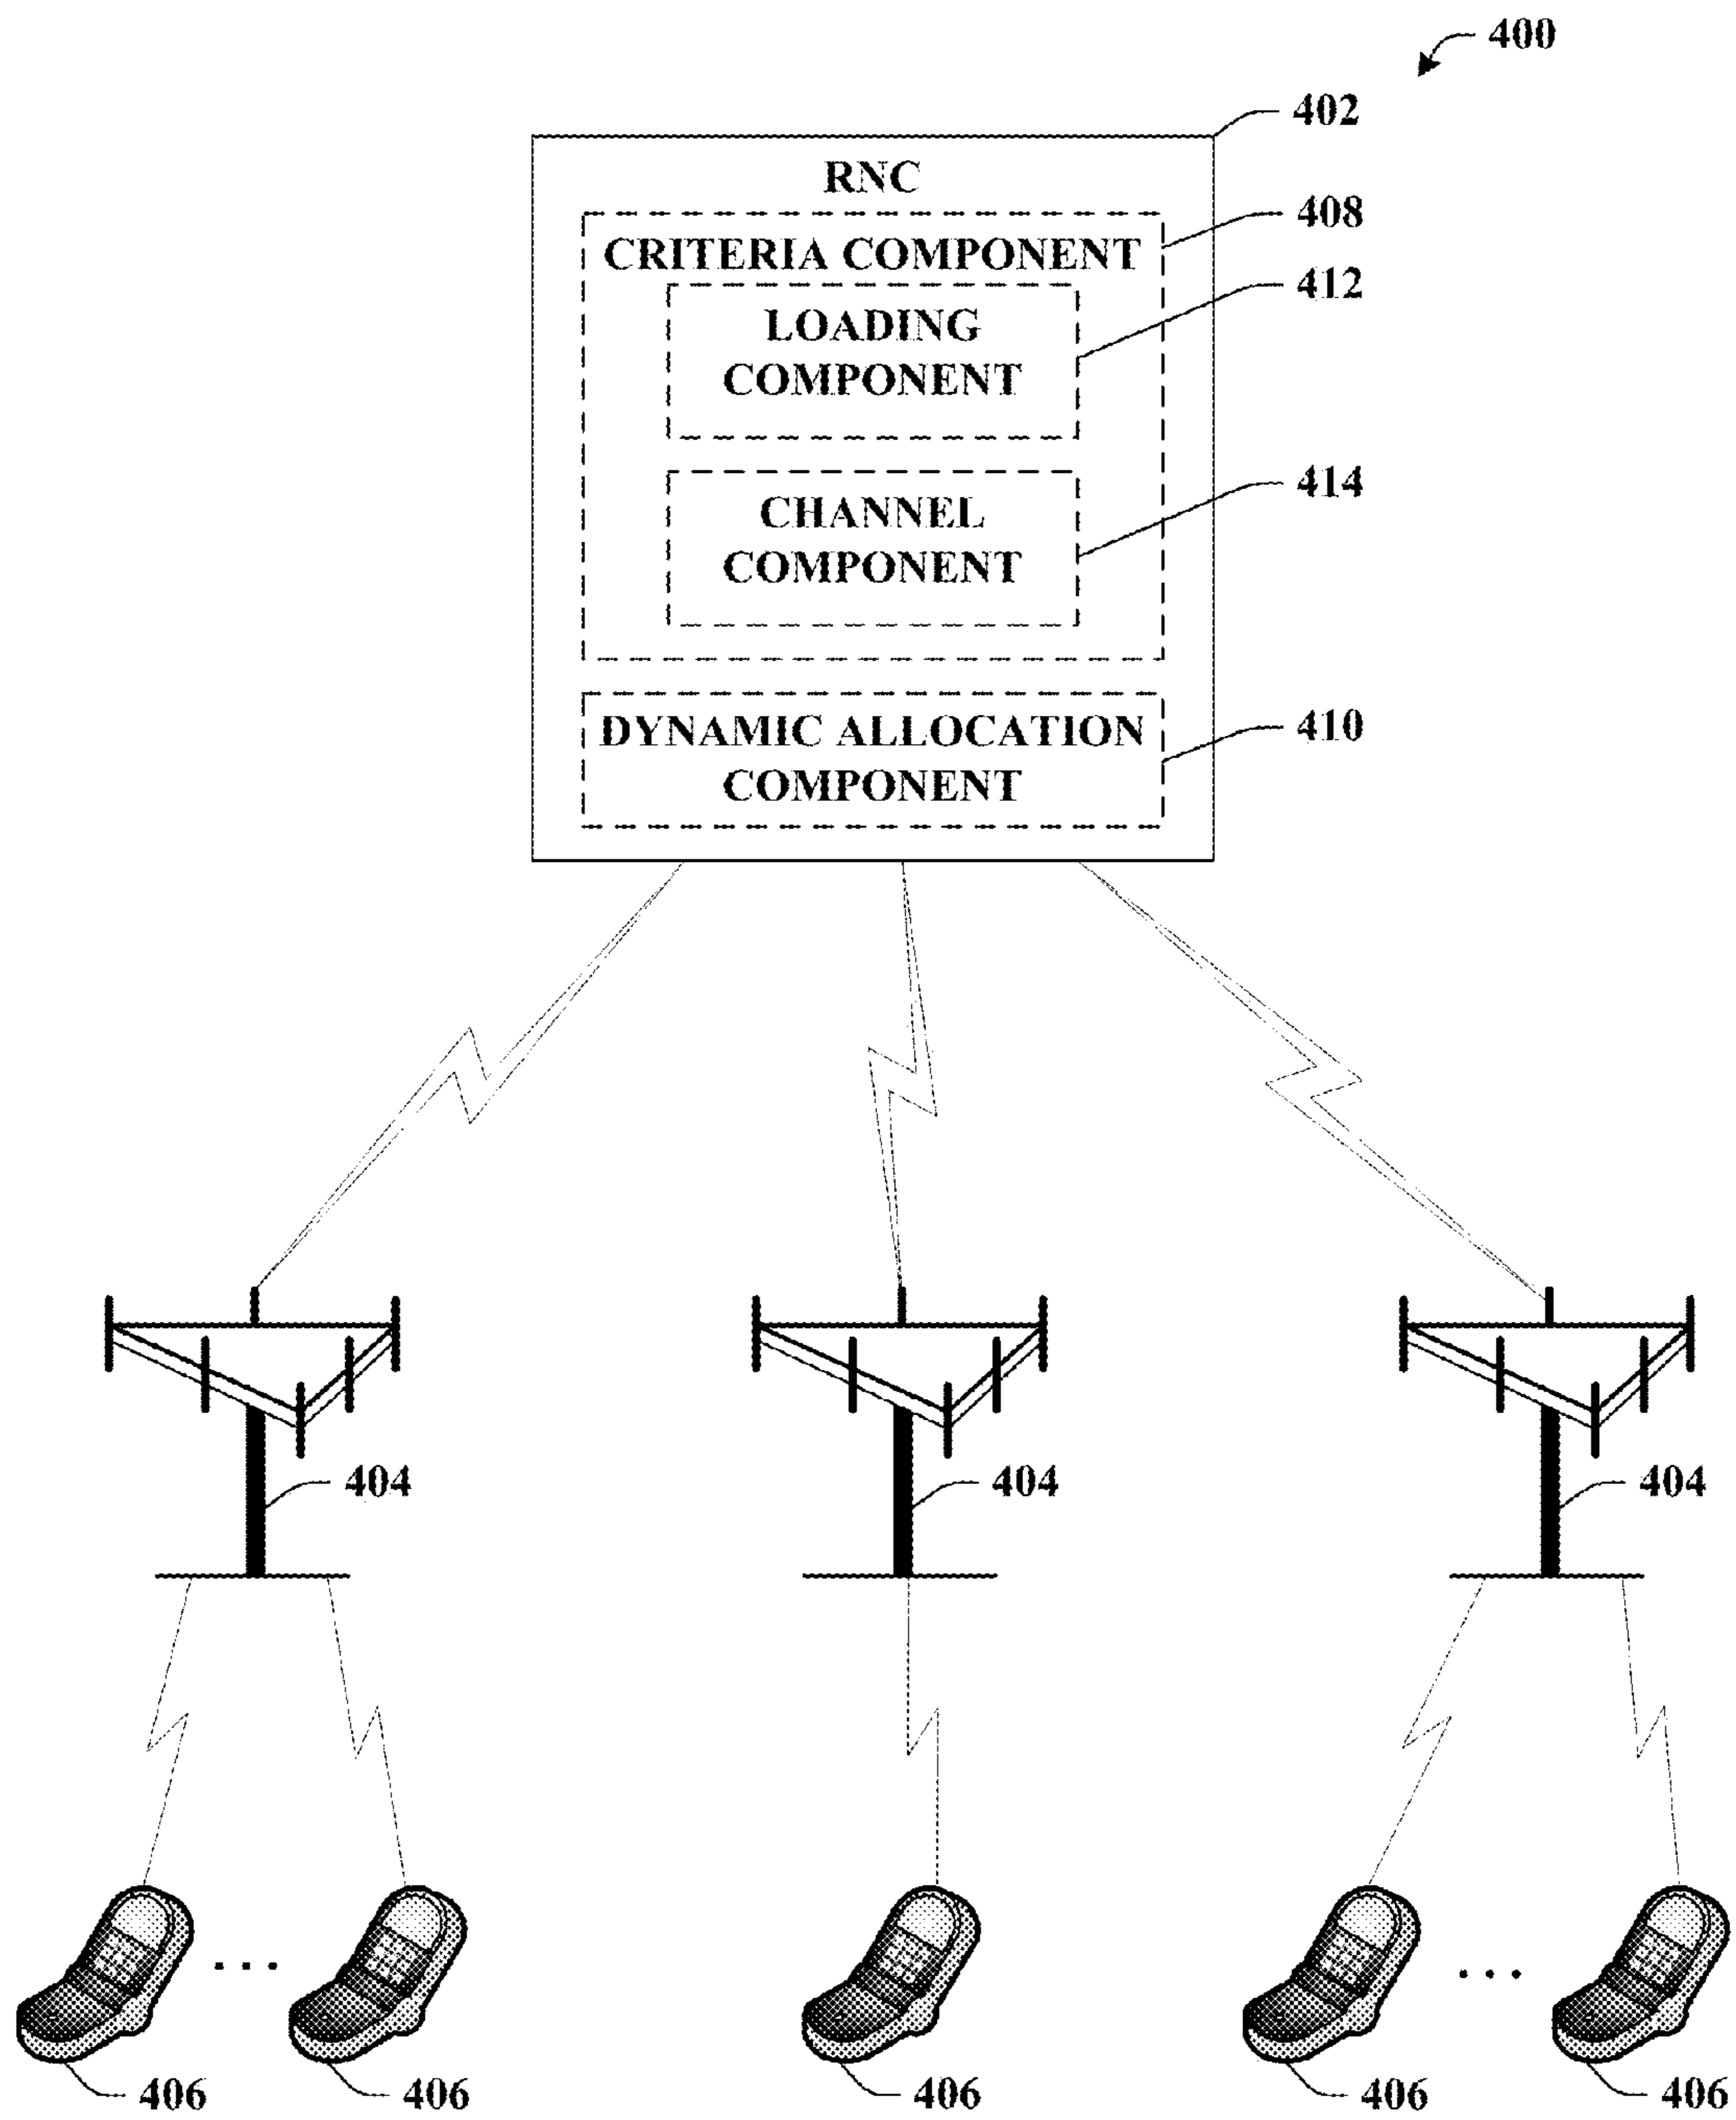 400
402
RNC
408
CRITERIA COMPONENT
412
LOADING
COMPONENT
414
CHANNEL
COMPONENT
410
DYNAMIC ALLOCATION
COMPONENT
404
404
404
...
...
406
406
406
406
406